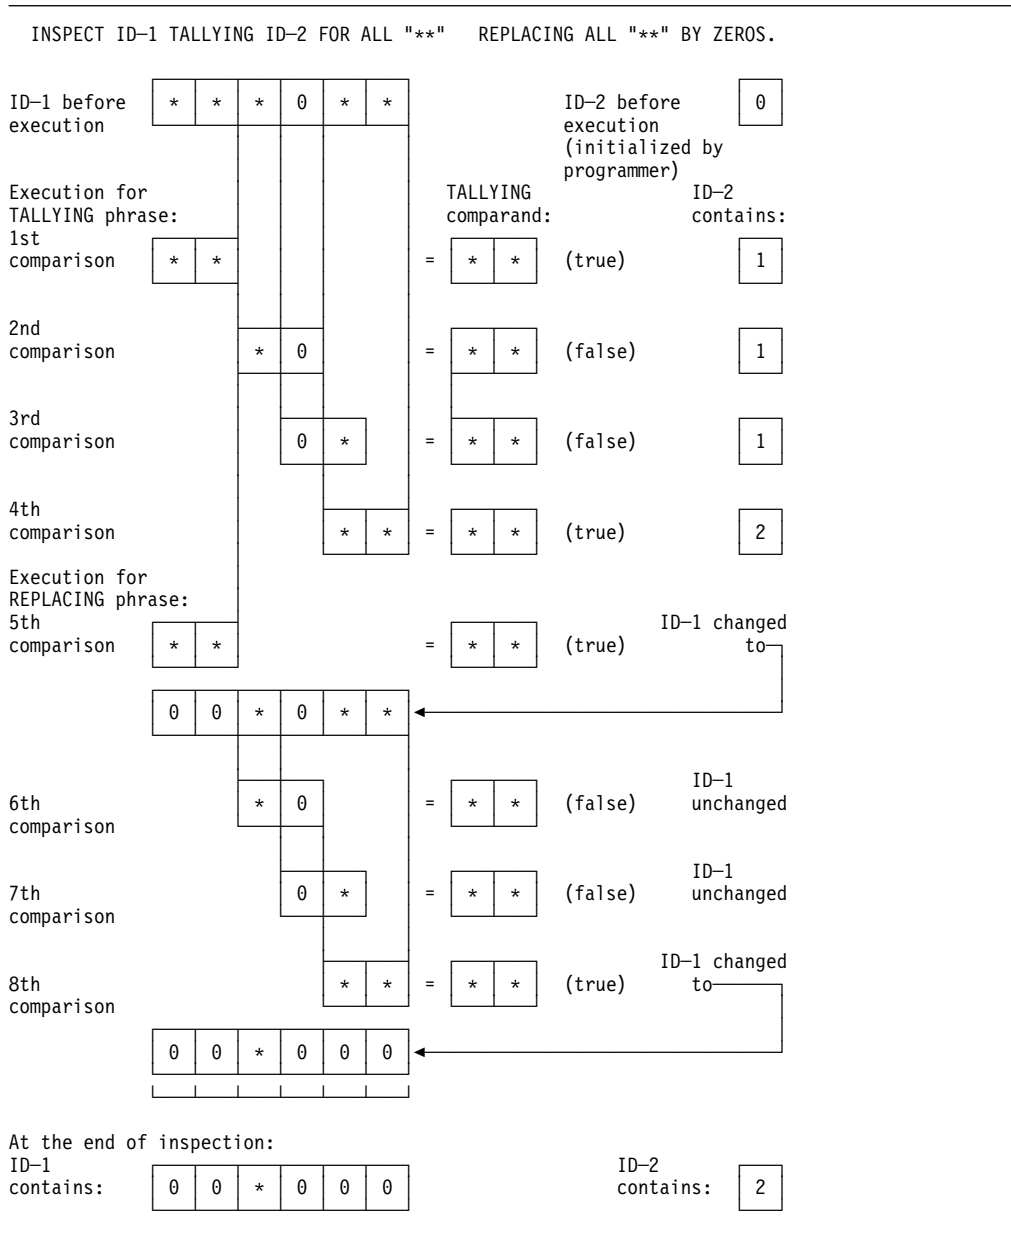 INSPECT ID–1 TALLYING ID–2 FOR ALL "**" REPLACING ALL "**" BY ZEROS.
ID–1 before execution * * * 0 * * ID–2 before execution (initialized by programmer) 0
Execution for TALLYING phrase: TALLYING comparand: ID–2 contains:
1st comparison * * = * * (true) 1
2nd comparison * 0 = * * (false) 1
3rd comparison 0 * = * * (false) 1
4th comparison * * = * * (true) 2
Execution for REPLACING phrase:
5th comparison * * = * * (true) ID–1 changed to
0 0 * 0 * *
6th comparison * 0 = * * (false) ID–1 unchanged
7th comparison 0 * = * * (false) ID–1 unchanged
8th comparison * * = * * (true) ID–1 changed to
0 0 * 0 0 0
At the end of inspection:
ID–1 contains: 0 0 * 0 0 0 ID–2 contains: 2